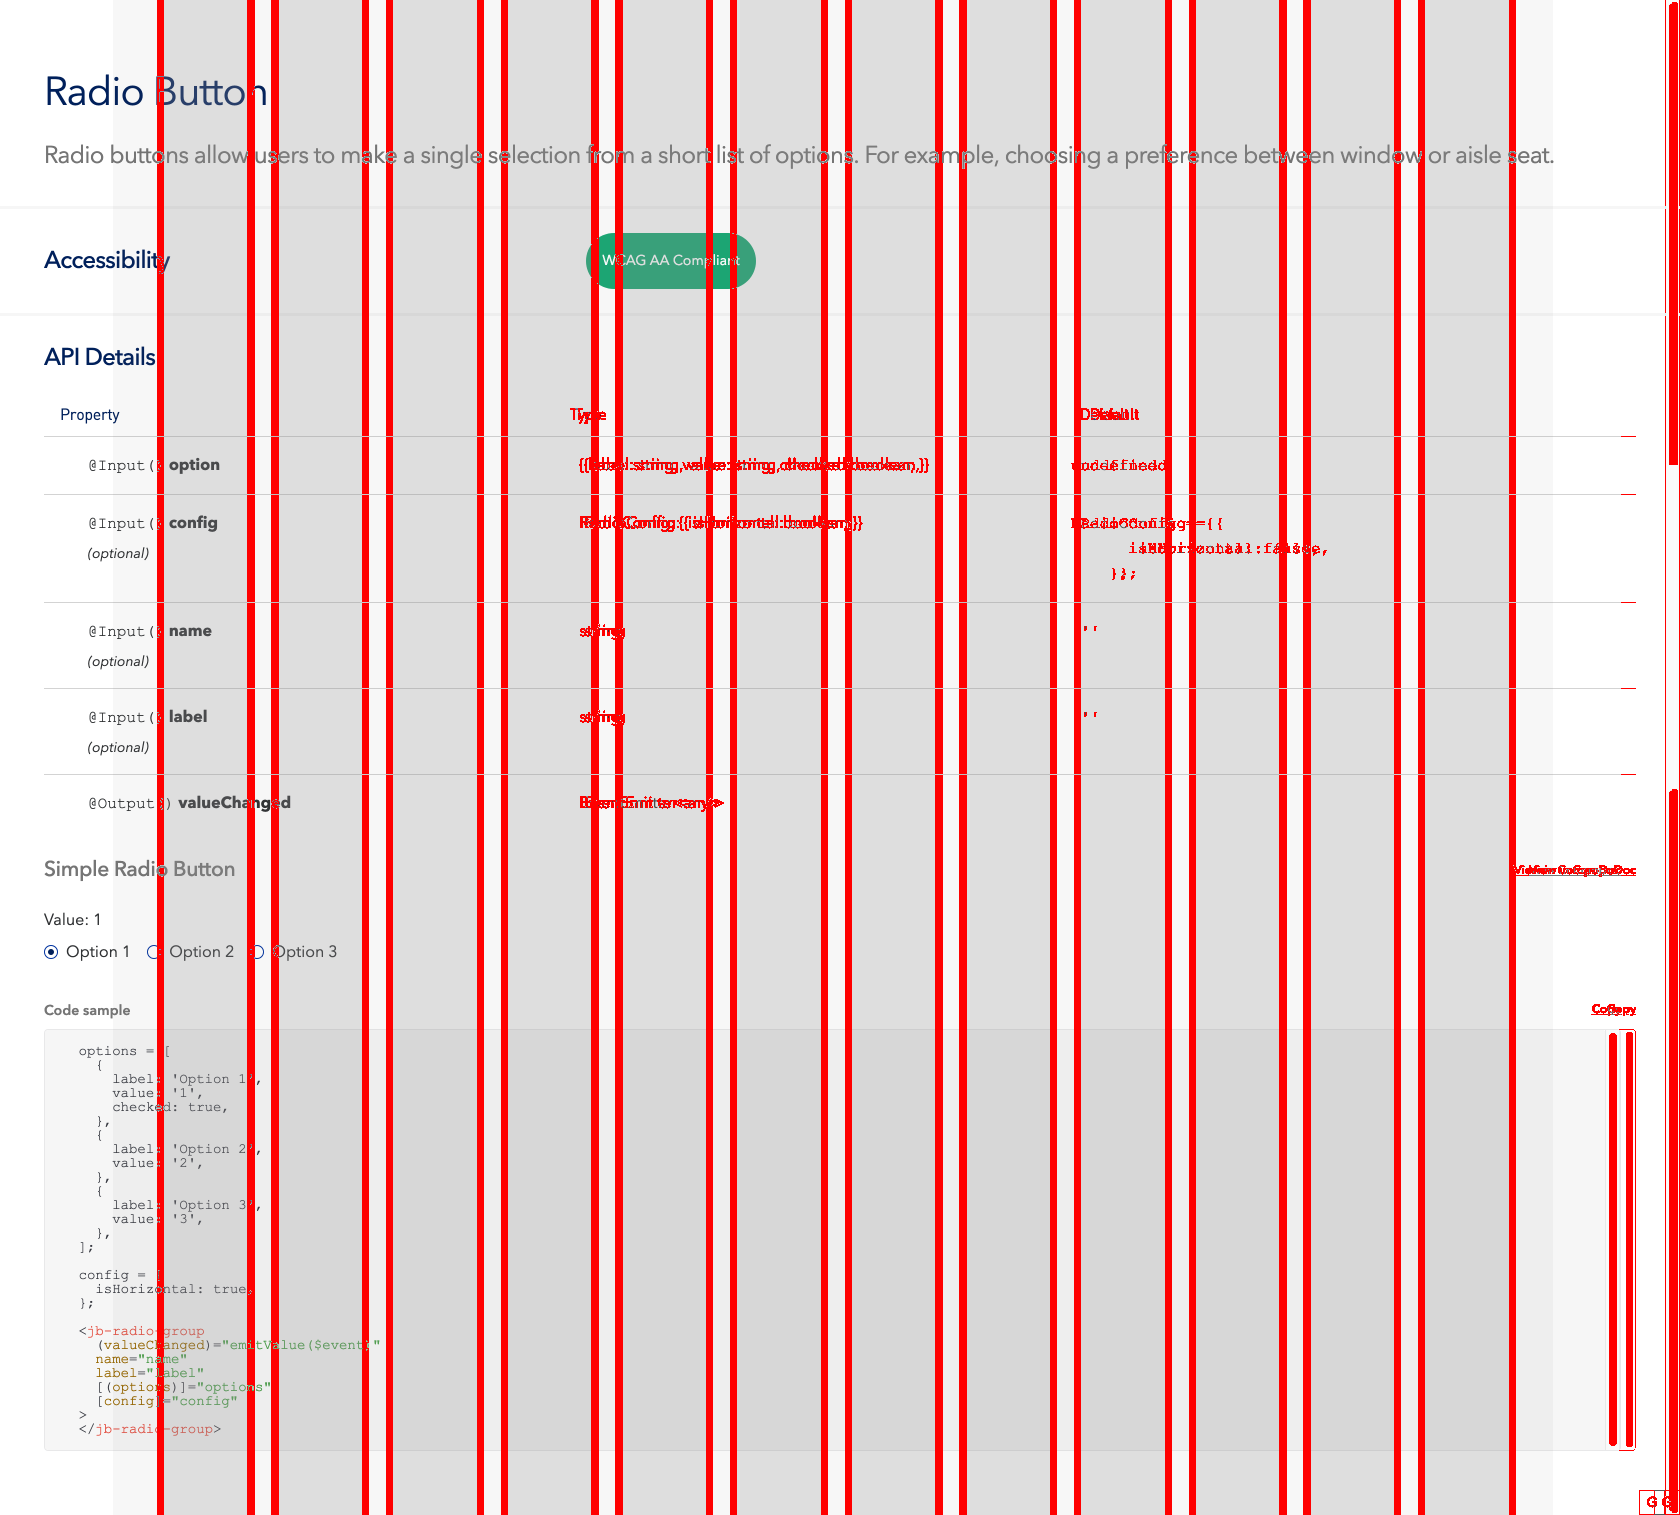 Radio Button
Radio buttons allow users to make a single selection from a short list of options. For example, choosing a preference between window or aisle seat.
Accessibility
WCAG AA Compliant
API Details
Property Type Default
@Input() option {label: string, value: string, checked: boolean,} undefined
@Input() config RadioConfig: { isHorizontal: boolean } RadioConfig = {
(optional)
isHorizontal: false,
};
@Input() name string ''
(optional)
@Input() label string ''
(optional)
@Output() valueChanged EventEmitter<any>
Simple Radio Button
Value: 1
Option 1 Option 2 Option 3
Code sample Copy
options = [
{
label: 'Option 1',
value: '1',
checked: true,
},
{
label: 'Option 2',
value: '2',
},
{
label: 'Option 3',
value: '3',
},
];
config = {
isHorizontal: true,
};
<jb-radio-group
(valueChanged)="emitValue($event)"
name="name"
label="label"
[(options)]="options"
[config]="config"
>
</jb-radio-group>
G G